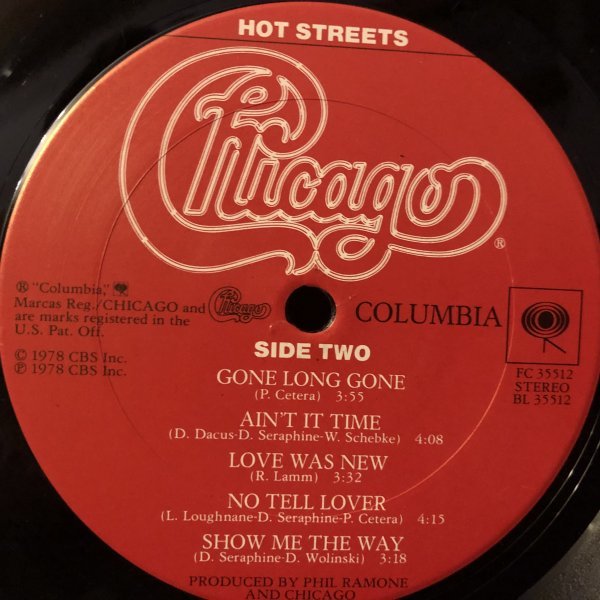 HOT STREETS
Chicago
®
® "Columbia,"
Marcas Reg./CHICAGO and Chicago
are marks registered in the
U.S. Pat. Off.
© 1978 CBS Inc.
℗ 1978 CBS Inc.
COLUMBIA
FC 35512
STEREO
BL 35512
SIDE TWO
GONE LONG GONE
(P. Cetera) 3:55
AIN'T IT TIME
(D. Dacus-D. Seraphine-W. Schebke) 4:08
LOVE WAS NEW
(R. Lamm) 3:32
NO TELL LOVER
(L. Loughnane-D. Seraphine-P. Cetera) 4:15
SHOW ME THE WAY
(D. Seraphine-D. Wolinski) 3:18
PRODUCED BY PHIL RAMONE
AND CHICAGO